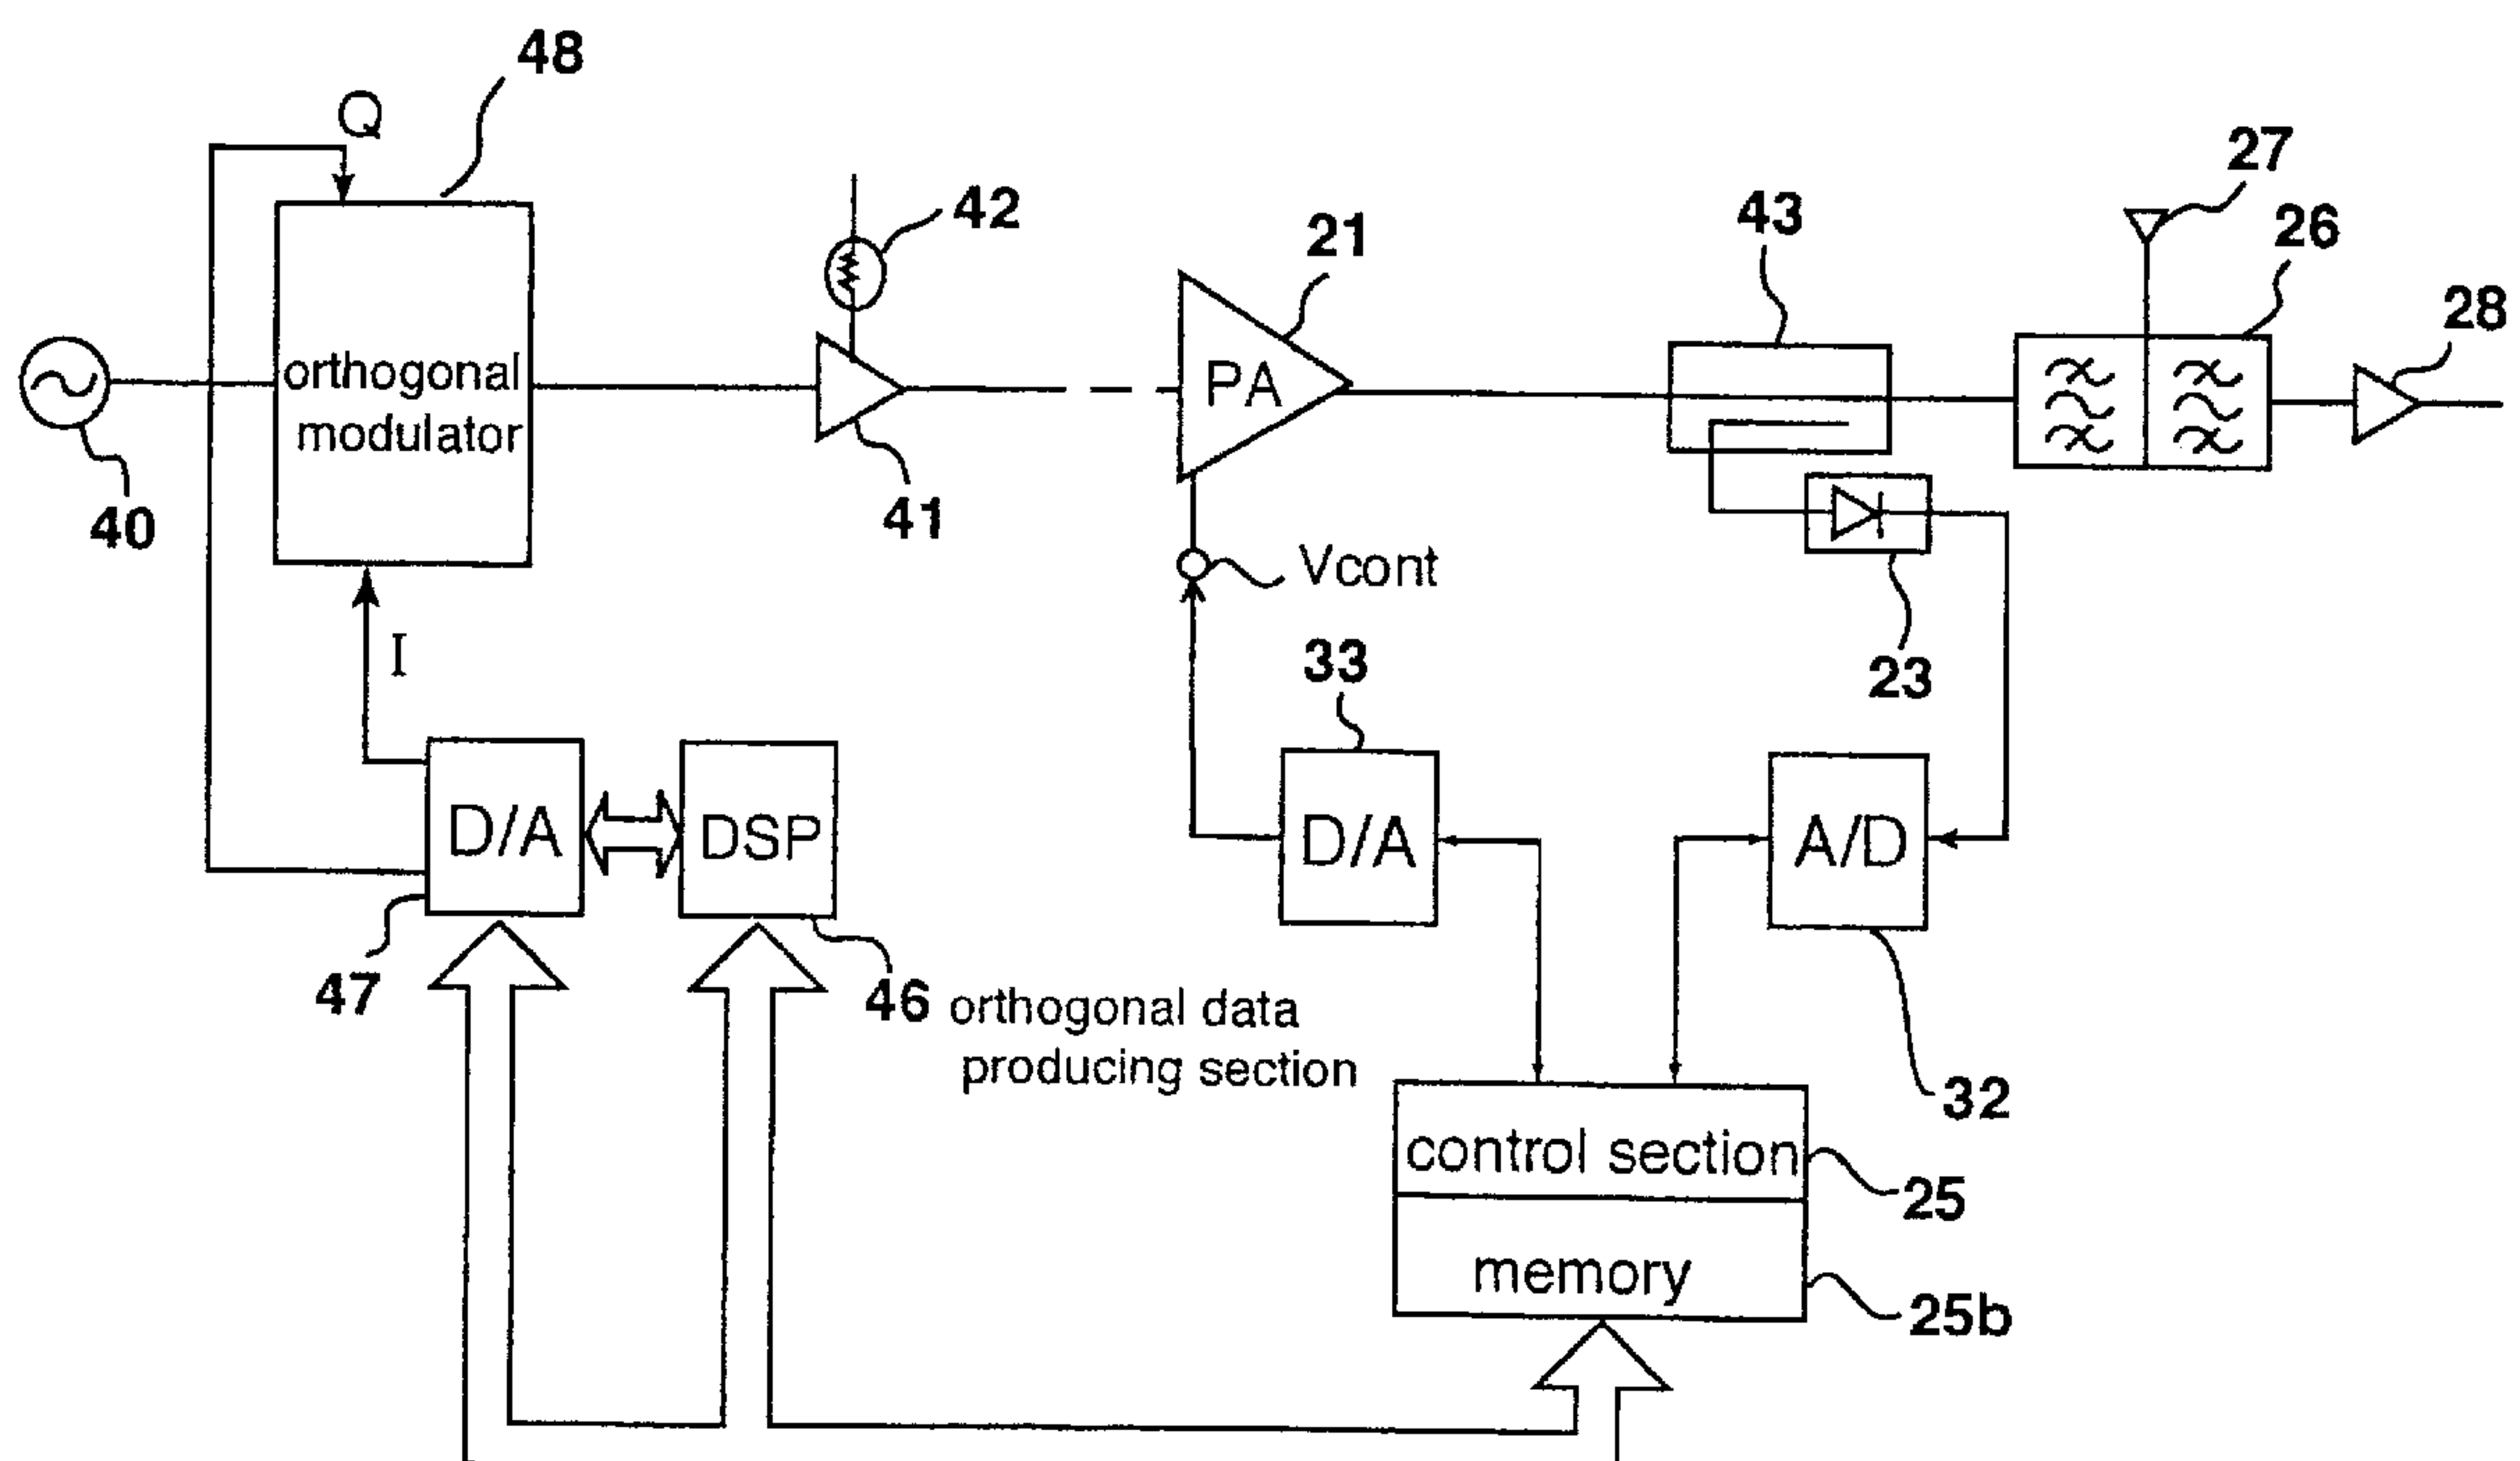 48
Q
27
42
43
21
26
28
PA
orthogonal
modulator
40
41
Vcont
I
33
23
D/A
DSP
D/A
A/D
47
46 orthogonal data
producing section
32
control section
25
memory
25b